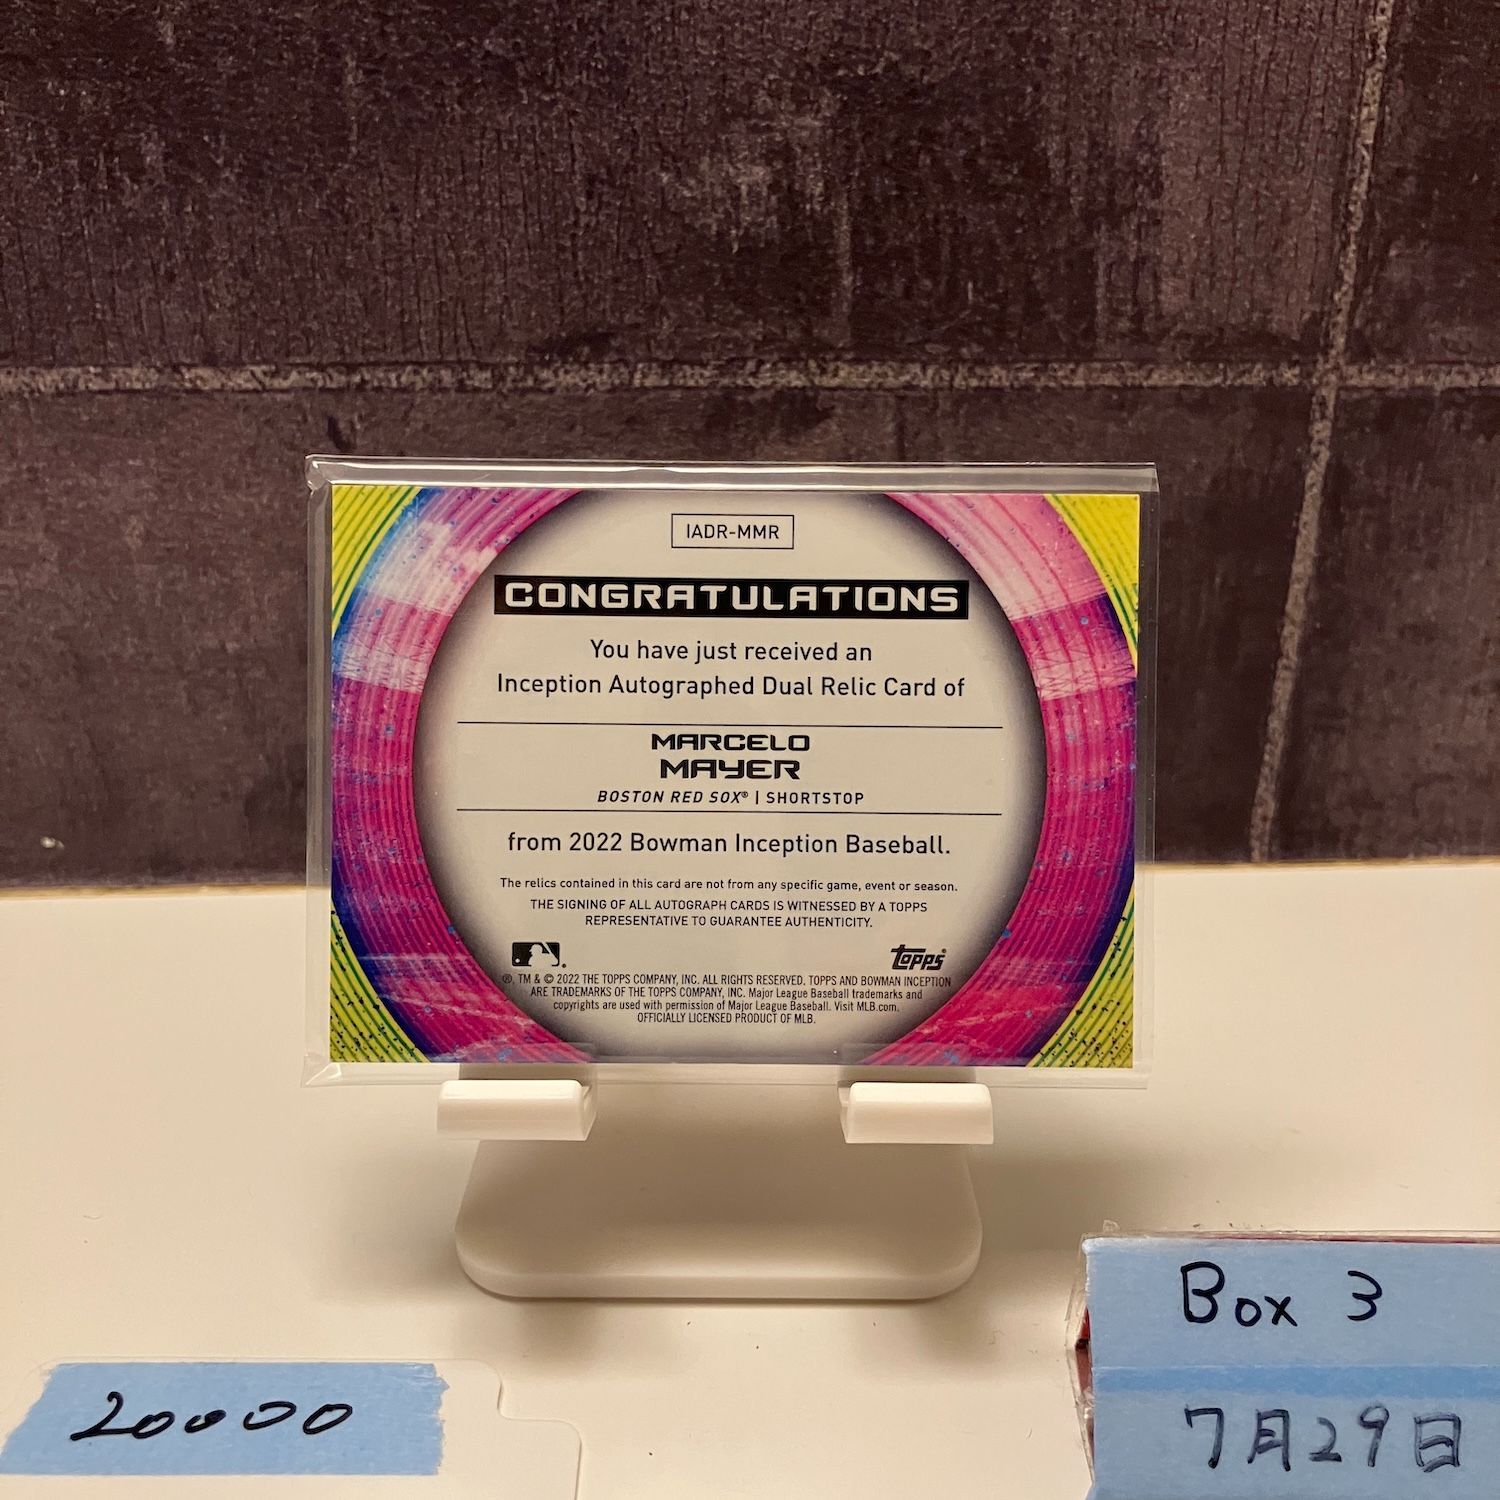 IADR-MMR
CONGRATULATIONS
You have just received an
Inception Autographed Dual Relic Card of
MARCELO
MAYER
BOSTON RED SOX® | SHORTSTOP
from 2022 Bowman Inception Baseball.
The relics contained in this card are not from any specific game, event or season.
THE SIGNING OF ALL AUTOGRAPH CARDS IS WITNESSED BY A TOPPS
REPRESENTATIVE TO GUARANTEE AUTHENTICITY.
topps®
®, TM & © 2022 THE TOPPS COMPANY, INC. ALL RIGHTS RESERVED. TOPPS AND BOWMAN INCEPTION
ARE TRADEMARKS OF THE TOPPS COMPANY, INC. Major League Baseball trademarks and
copyrights are used with permission of Major League Baseball. Visit MLB.com.
OFFICIALLY LICENSED PRODUCT OF MLB.
Box 3
7月29日
20000